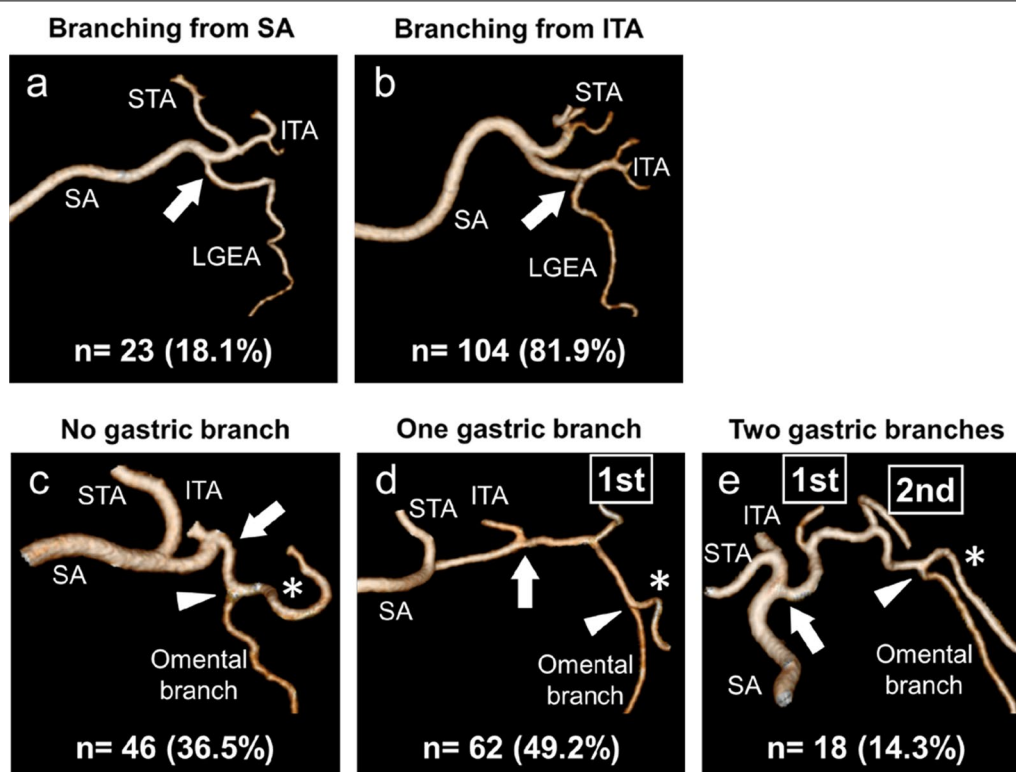 Branching from SA
Branching from ITA
a
STA
ITA
SA
LGEA
n= 23 (18.1%)
b
STA
ITA
SA
LGEA
n= 104 (81.9%)
No gastric branch
One gastric branch
Two gastric branches
c
STA
ITA
SA
*
Omental
branch
n= 46 (36.5%)
d
STA
ITA
1st
SA
*
Omental
branch
n= 62 (49.2%)
e
1st
2nd
ITA
STA
*
SA
Omental
branch
n= 18 (14.3%)